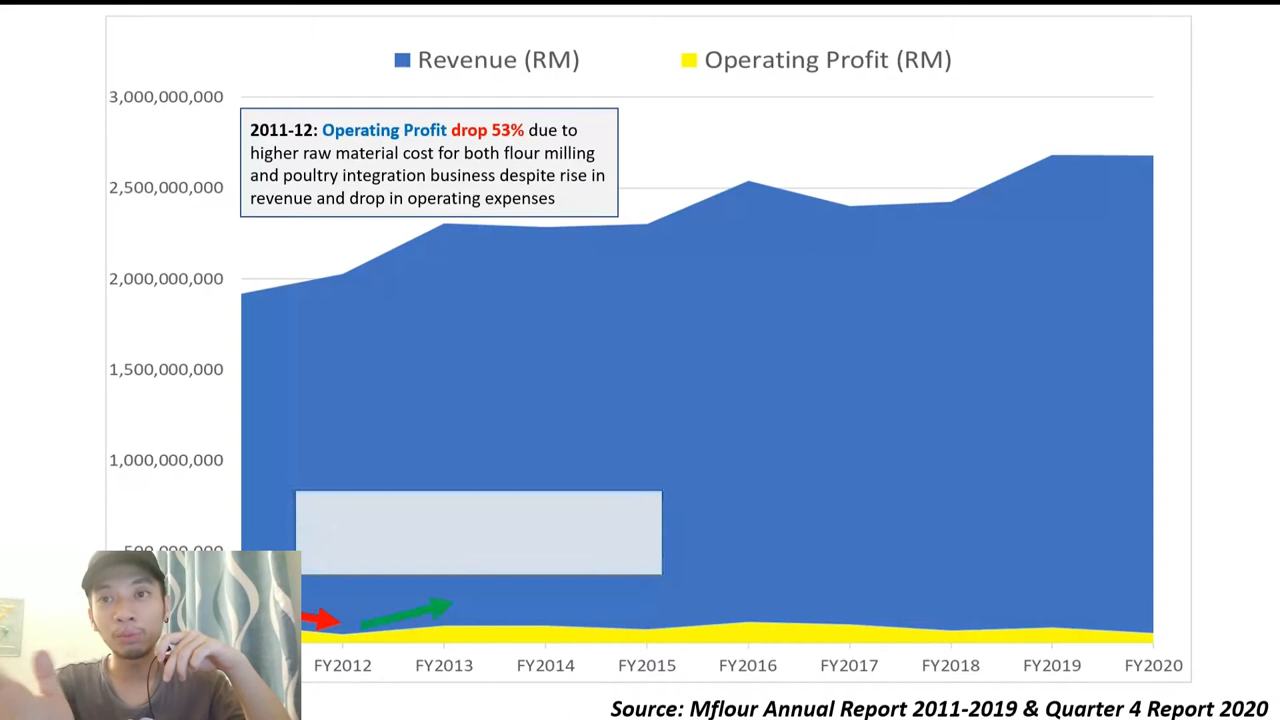 Revenue (RM) Operating Profit (RM)
3,000,000,000
2011-12: Operating Profit drop 53% due to
higher raw material cost for both flour milling
and poultry integration business despite rise in
revenue and drop in operating expenses
2,500,000,000
2,000,000,000
1,500,000,000
1,000,000,000
500,000,000
FY2012 FY2013 FY2014 FY2015 FY2016 FY2017 FY2018 FY2019 FY2020
Source: Mflour Annual Report 2011-2019 & Quarter 4 Report 2020